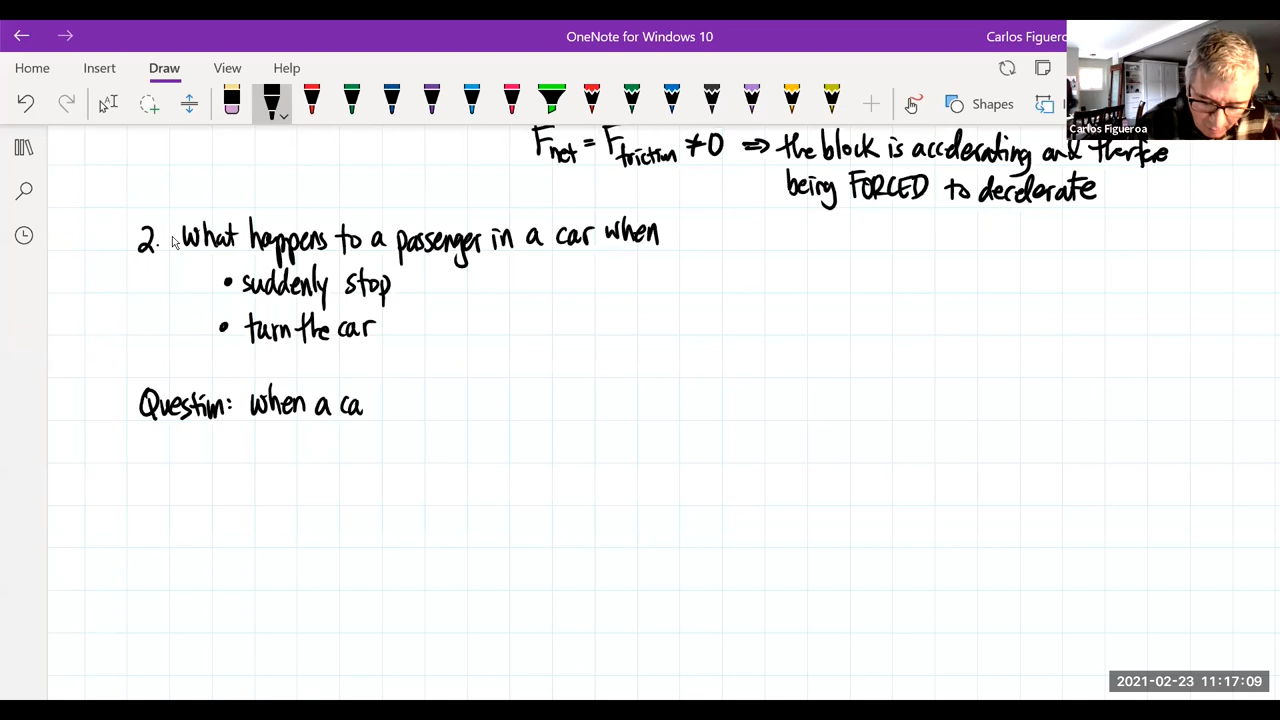 OneNote for Windows 10
Carlos Figuero
Home Insert Draw View Help
Shapes
Carlos Figueroa
Fnet = Ffriction ≠ 0 ⇒ the block is accelerating and therfore
being FORCED to decelerate
2. What happens to a passenger in a car when
• suddenly stop
• turn the car
Question: when a ca
2021-02-23 11:17:09